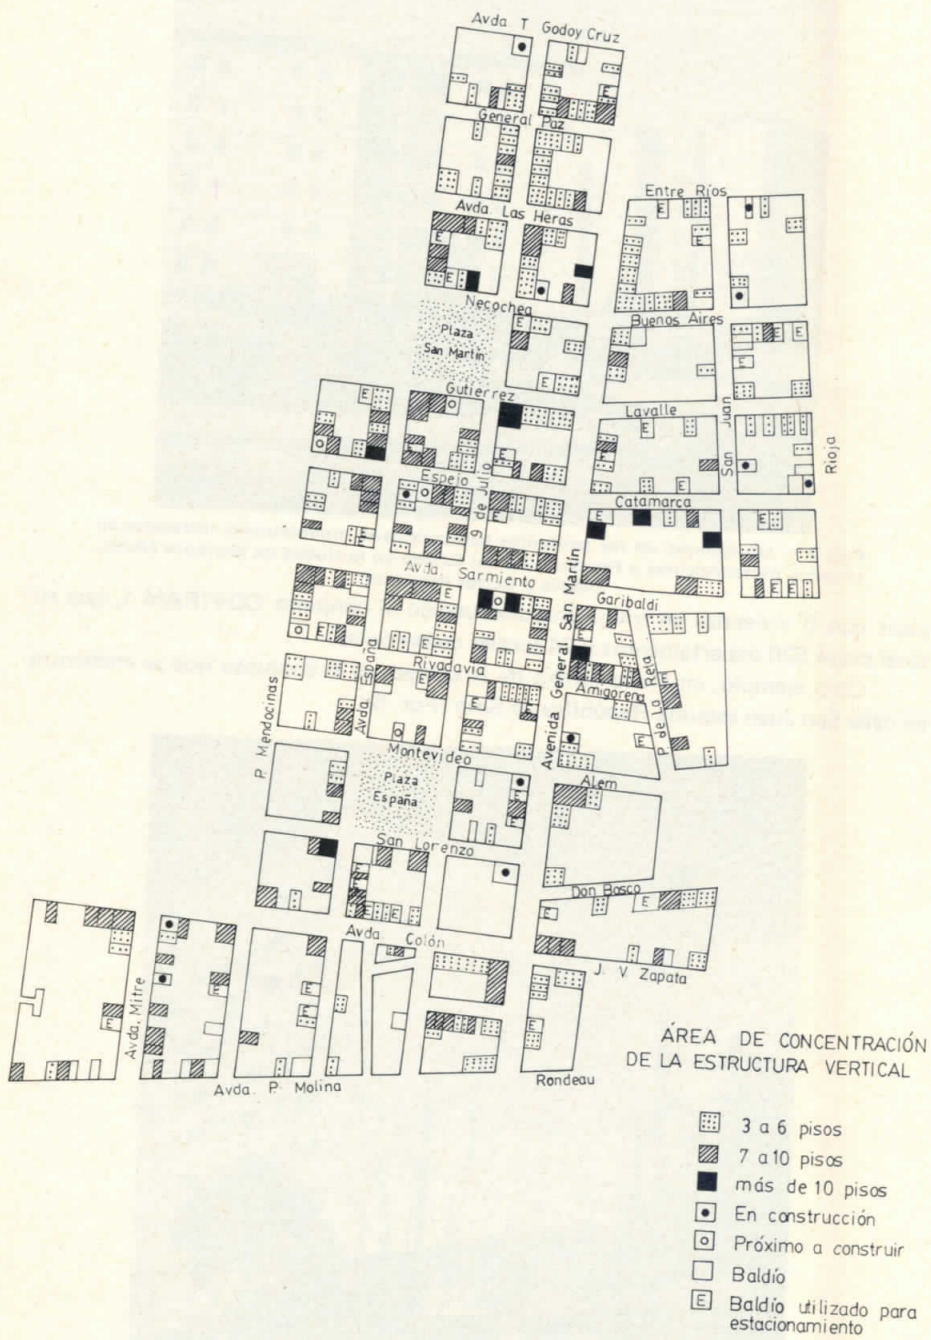 Avda T Godoy Cruz
General Paz
Entre Ríos
Avda. Las Heras
Necochea
Buenos Aires
Plaza
San Martín
Gutierrez
Lavalle
San Juan
Rioja
Espejo
9 de Julio
Catamarca
Avda. Sarmiento
Garibaldi
Avenida General San Martín
Rivadavia
Avda España
P. Mendocinas
Amigorena
P. de La Reta
Montevideo
Plaza
España
Alem
San Lorenzo
Don Bosco
Avda. Colón
J. V. Zapata
Avda. Mitre
Avda. P. Molina
Rondeau
ÁREA DE CONCENTRACIÓN
DE LA ESTRUCTURA VERTICAL
3 a 6 pisos
7 a 10 pisos
más de 10 pisos
En construcción
Próximo a construir
Baldío
E Baldío utilizado para
estacionamiento